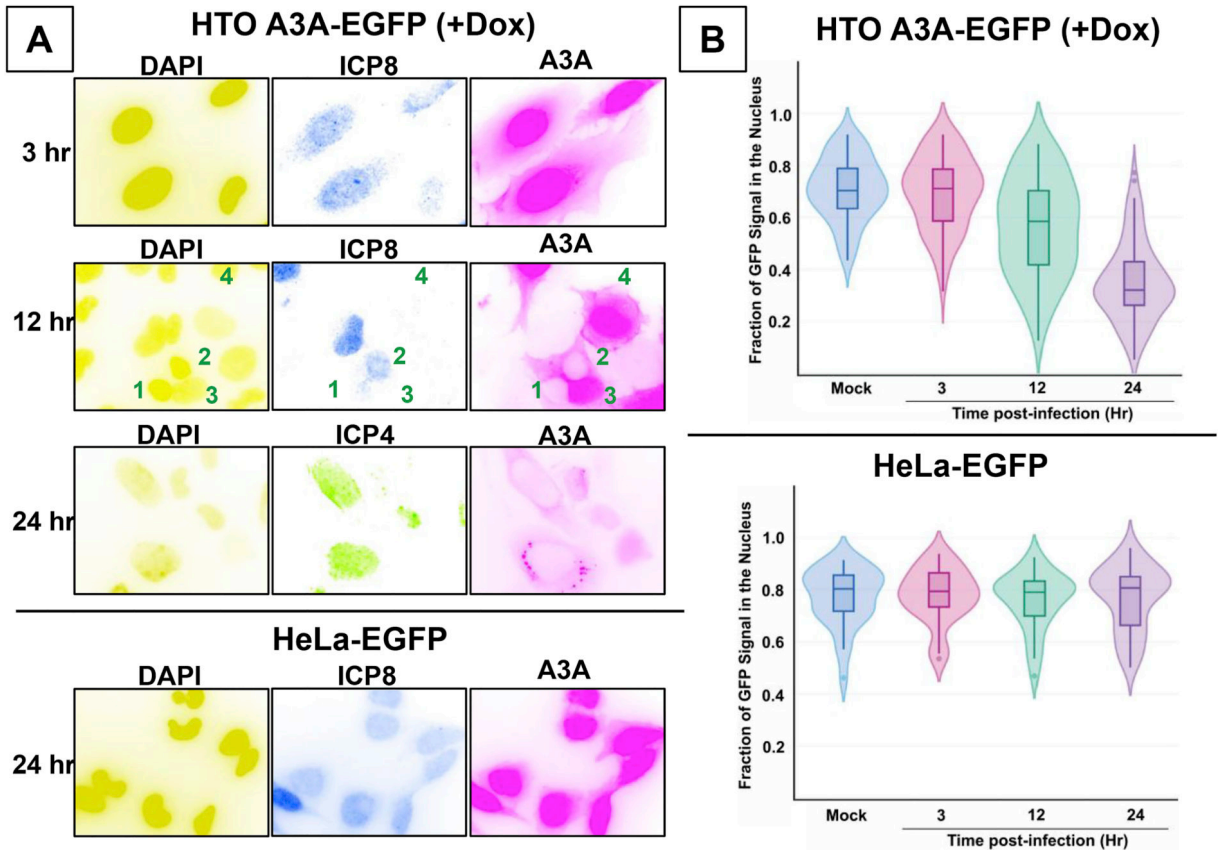 A
HTO A3A-EGFP (+Dox)
DAPI ICP8 A3A
3 hr
DAPI ICP8 A3A
12 hr
4 4 4
2 2 2
1 3 1 3 1 3
DAPI ICP4 A3A
24 hr
HeLa-EGFP
DAPI ICP8 A3A
24 hr
B
HTO A3A-EGFP (+Dox)
Fraction of GFP Signal in the Nucleus
1.0
0.8
0.6
0.4
0.2
Mock 3 12 24
Time post-infection (Hr)
HeLa-EGFP
Fraction of GFP Signal in the Nucleus
1.0
0.8
0.6
0.4
0.2
Mock 3 12 24
Time post-infection (Hr)